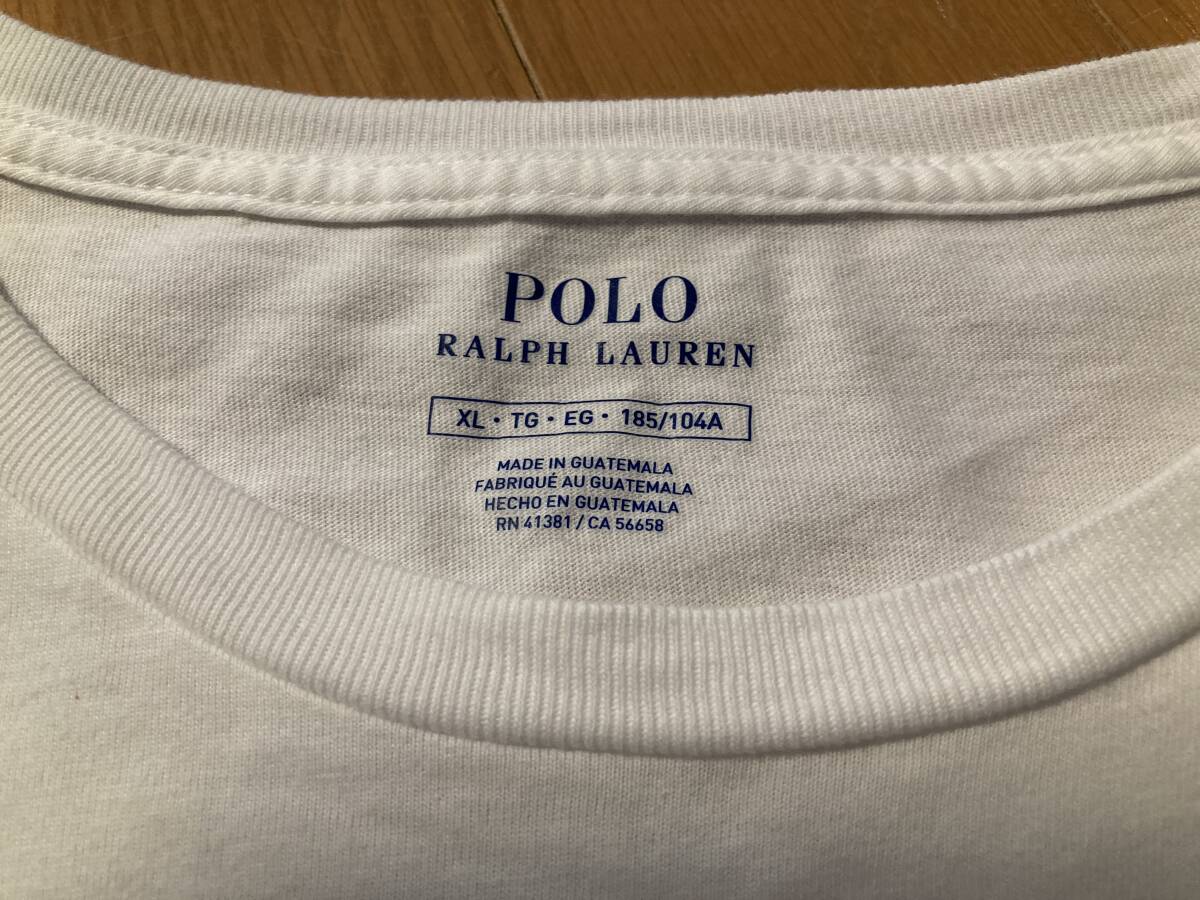 POLO
RALPH LAUREN
XL • TG • EG • 185/104A
MADE IN GUATEMALA
FABRIQUÉ AU GUATEMALA
HECHO EN GUATEMALA
RN 41381 / CA 56658